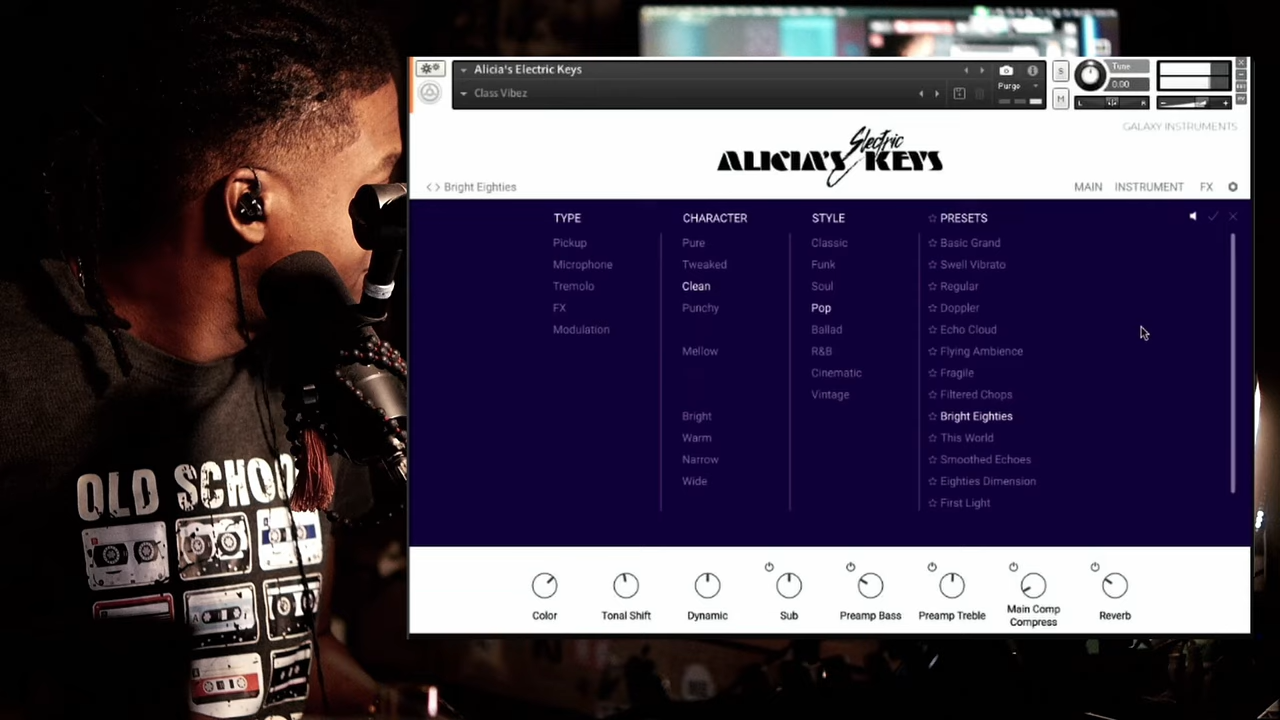 Alicia's Electric Keys
Class Vibez
Purge
S
M
Tune
0.00
L R
GALAXY INSTRUMENTS
ALICIA'S Electric KEYS
Bright Eighties
MAIN INSTRUMENT FX
TYPE
Pickup
Microphone
Tremolo
FX
Modulation
CHARACTER
Pure
Tweaked
Clean
Punchy
Mellow
Bright
Warm
Narrow
Wide
STYLE
Classic
Funk
Soul
Pop
Ballad
R&B
Cinematic
Vintage
PRESETS
Basic Grand
Swell Vibrato
Regular
Doppler
Echo Cloud
Flying Ambience
Fragile
Filtered Chops
Bright Eighties
This World
Smoothed Echoes
Eighties Dimension
First Light
Color
Tonal Shift
Dynamic
Sub
Preamp Bass
Preamp Treble
Main Comp
Compress
Reverb
OLD SCHOO